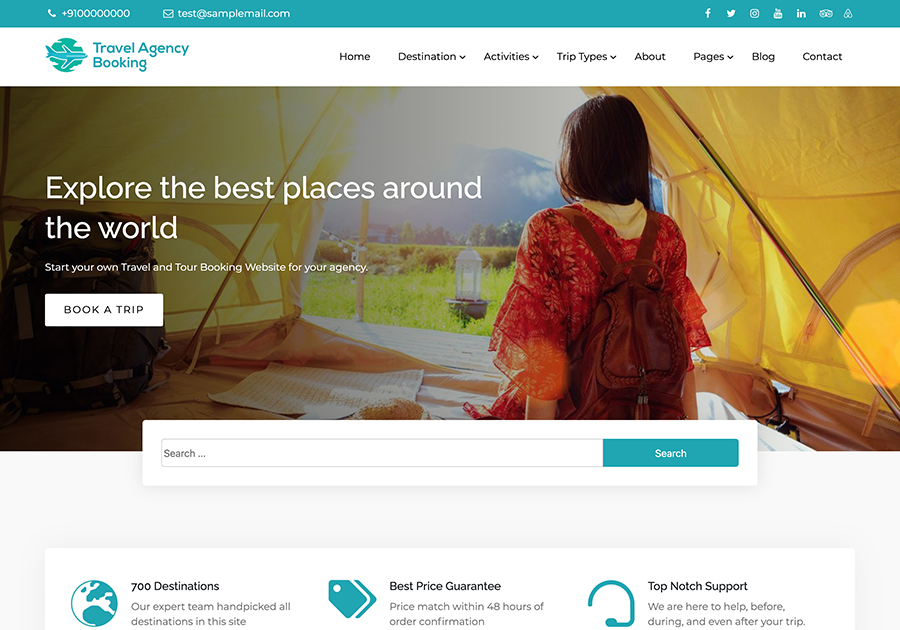 +9100000000 test@samplemail.com
Travel Agency
Booking
Home Destination Activities Trip Types About Pages Blog Contact
Explore the best places around
the world
Start your own Travel and Tour Booking Website for your agency.
BOOK A TRIP
Search ... Search
700 Destinations
Our expert team handpicked all
destinations in this site
Best Price Guarantee
Price match within 48 hours of
order confirmation
Top Notch Support
We are here to help, before,
during, and even after your trip.